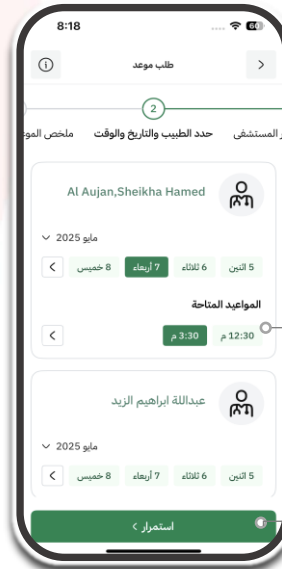 8:18
60
طلب موعد
2
المستشفى حدد الطبيب والتاريخ والوقت ملخص
Al Aujan,Sheikha Hamed
مايو 2025
5 اثنين 6 ثلاثاء 7 أربعاء 8 خميس
المواعيد المتاحة
12:30 م 3:30 م
عبداللة ابراهيم الزيد
مايو 2025
5 اثنين 6 ثلاثاء 7 أربعاء 8 خميس
استمرار